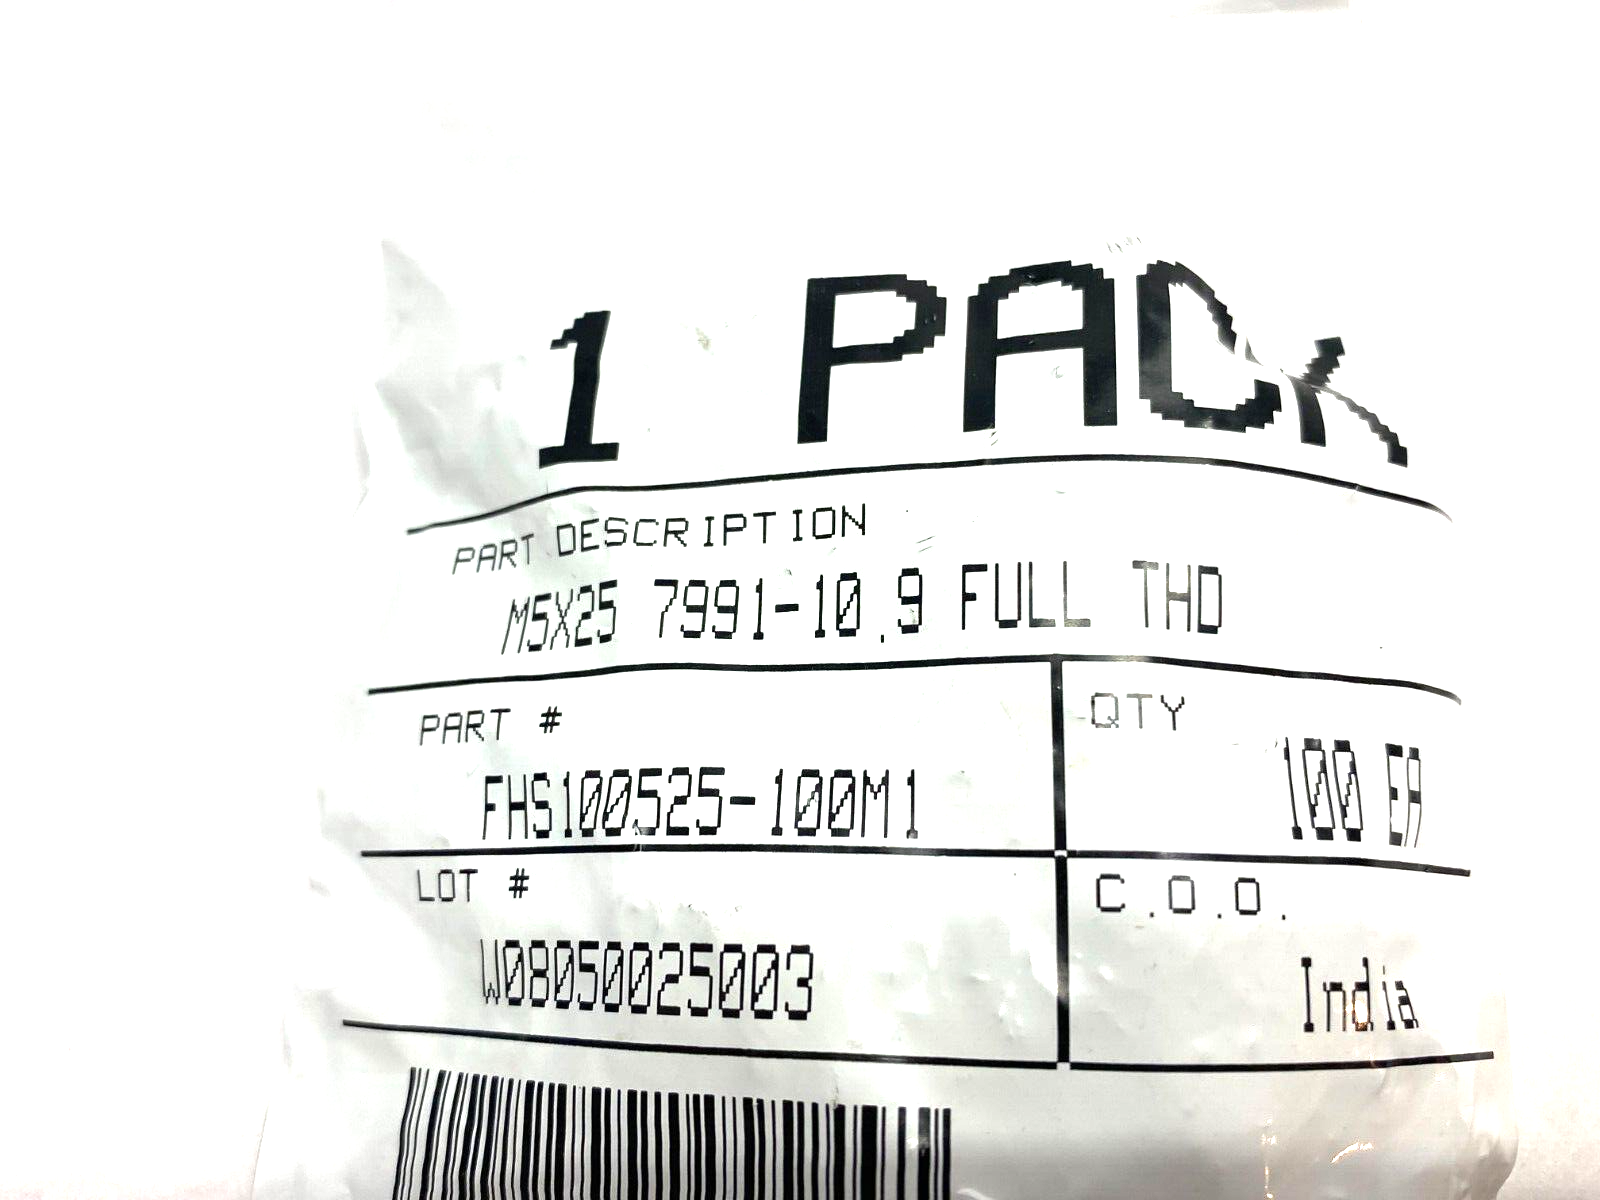 1 PACK
PART DESCRIPTION
M5X25 7991-10.9 FULL THD
PART #
QTY
FHS100525-100M1
100 EA
LOT #
C.O.O.
W08050025003
India